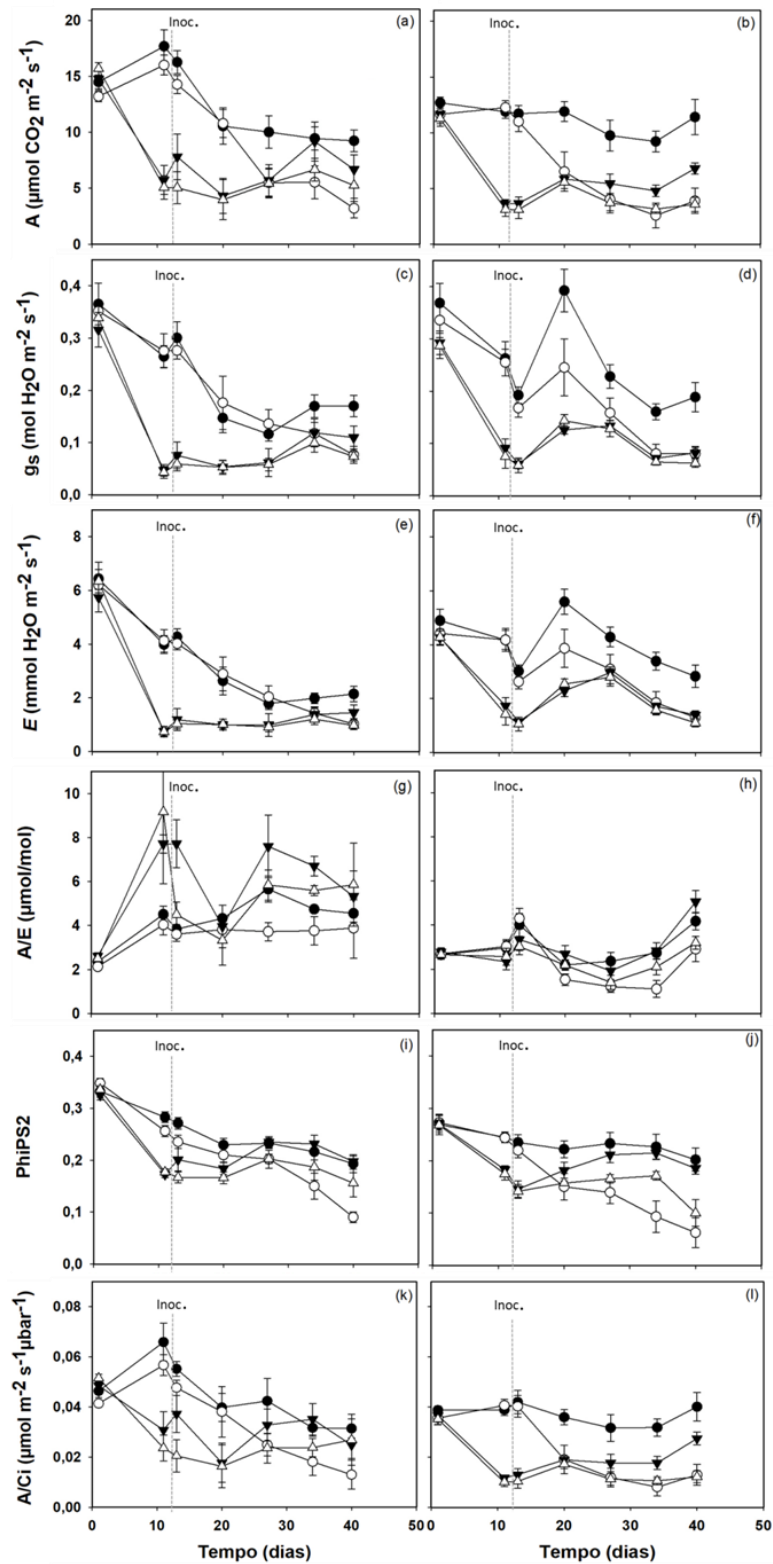 Inoc.
(a)
Inoc.
(b)
20
15
10
5
0
A (µmol CO2 m-2 s-1)
Inoc.
(c)
Inoc.
(d)
0,4
0,3
0,2
0,1
0,0
gs (mol H2O m-2 s-1)
Inoc.
(e)
Inoc.
(f)
8
6
4
2
0
E (mmol H2O m-2 s-1)
Inoc.
(g)
Inoc.
(h)
10
8
6
4
2
0
A/E (µmol/mol)
Inoc.
(i)
Inoc.
(j)
0,4
0,3
0,2
0,1
0,0
PhiPS2
Inoc.
(k)
Inoc.
(l)
0,08
0,06
0,04
0,02
0,00
A/Ci (µmol m-2 s-1µbar-1)
0 10 20 30 40 50
0 10 20 30 40 50
Tempo (dias)
Tempo (dias)